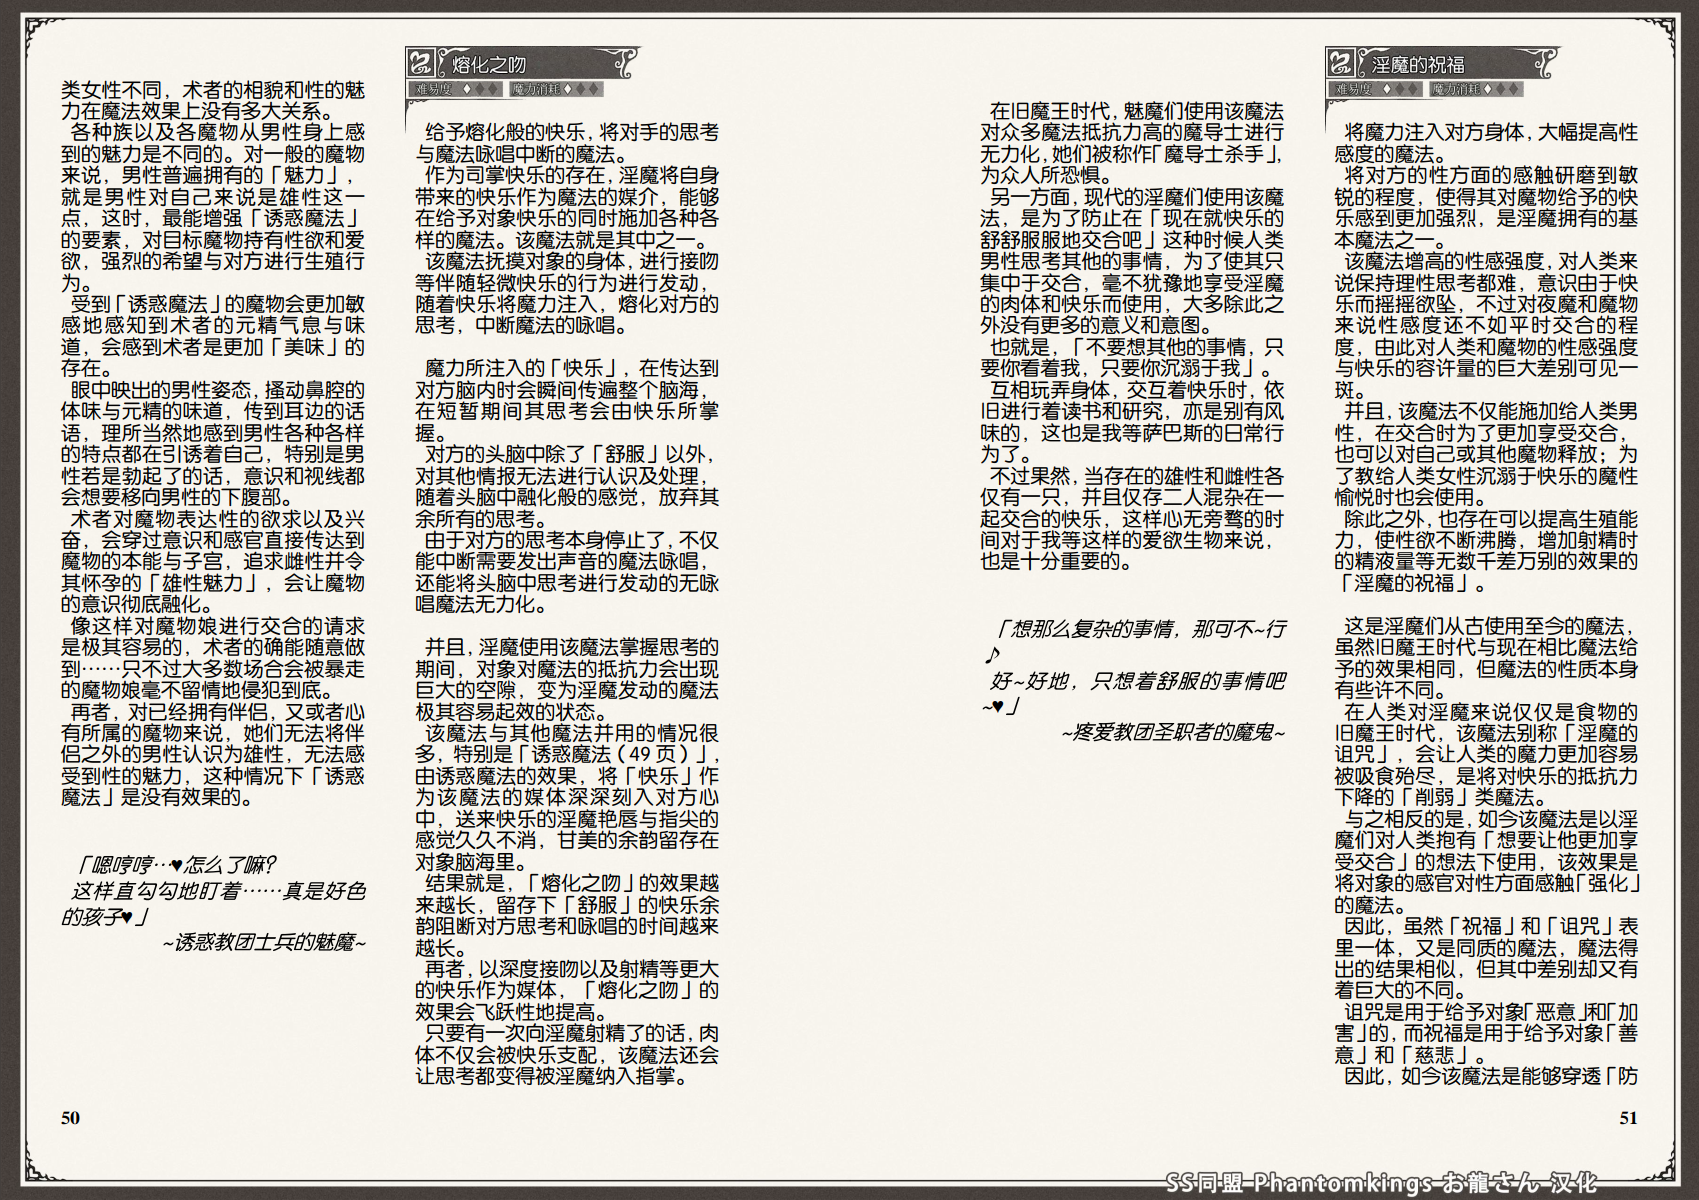 类女性不同，术者的相貌和性的魅
力在魔法效果上没有多大关系。
各种族以及各魔物从男性身上感
到的魅力是不同的。对一般的魔物
来说，男性普遍拥有的「魅力」，
就是男性对自己来说是雄性这一
点，这时，最能增强「诱惑魔法」
的要素，对目标魔物持有性欲和爱
欲，强烈的希望与对方进行生殖行
为。
受到「诱惑魔法」的魔物会更加敏
感地感知到术者的元精气息与味
道，会感到术者是更加「美味」的
存在。
眼中映出的男性姿态，搔动鼻腔的
体味与元精的味道，传到耳边的话
语，理所当然地感到男性各种各样
的特点都在引诱着自己，特别是男
性若是勃起了的话，意识和视线都
会想要移向男性的下腹部。
术者对魔物表达性的欲求以及兴
奋，会穿过意识和感官直接传达到
魔物的本能与子宫，追求雌性并令
其怀孕的「雄性魅力」，会让魔物
的意识彻底融化。
像这样对魔物娘进行交合的请求
是极其容易的，术者的确能随意做
到……只不过大多数场合会被暴走
的魔物娘毫不留情地侵犯到底。
再者，对已经拥有伴侣，又或者心
有所属的魔物来说，她们无法将伴
侣之外的男性认识为雄性，无法感
受到性的魅力，这种情况下「诱惑
魔法」是没有效果的。
「嗯哼哼…♥怎么了嘛？
这样直勾勾地盯着……真是好色
的孩子♥」
~诱惑教团士兵的魅魔~
50
熔化之吻
难易度 ♦♦♦ 魔力消耗♦♦♦
给予熔化般的快乐，将对手的思考
与魔法咏唱中断的魔法。
作为司掌快乐的存在，淫魔将自身
带来的快乐作为魔法的媒介，能够
在给予对象快乐的同时施加各种各
样的魔法。该魔法就是其中之一。
该魔法抚摸对象的身体，进行接吻
等伴随轻微快乐的行为进行发动，
随着快乐将魔力注入，熔化对方的
思考，中断魔法的咏唱。
魔力所注入的「快乐」，在传达到
对方脑内时会瞬间传遍整个脑海，
在短暂期间其思考会由快乐所掌
握。
对方的头脑中除了「舒服」以外，
对其他情报无法进行认识及处理，
随着头脑中融化般的感觉，放弃其
余所有的思考。
由于对方的思考本身停止了，不仅
能中断需要发出声音的魔法咏唱，
还能将头脑中思考进行发动的无咏
唱魔法无力化。
并且，淫魔使用该魔法掌握思考的
期间，对象对魔法的抵抗力会出现
巨大的空隙，变为淫魔发动的魔法
极其容易起效的状态。
该魔法与其他魔法并用的情况很
多，特别是「诱惑魔法（49页）」，
由诱惑魔法的效果，将「快乐」作
为该魔法的媒体深深刻入对方心
中，送来快乐的淫魔艳唇与指尖的
感觉久久不消，甘美的余韵留存在
对象脑海里。
结果就是，「熔化之吻」的效果越
来越长，留存下「舒服」的快乐余
韵阻断对方思考和咏唱的时间越来
越长。
再者，以深度接吻以及射精等更大
的快乐作为媒体，「熔化之吻」的
效果会飞跃性地提高。
只要有一次向淫魔射精了的话，肉
体不仅会被快乐支配，该魔法还会
让思考都变得被淫魔纳入指掌。
在旧魔王时代，魅魔们使用该魔法
对众多魔法抵抗力高的魔导士进行
无力化，她们被称作「魔导士杀手」，
为众人所恐惧。
另一方面，现代的淫魔们使用该魔
法，是为了防止在「现在就快乐的
舒舒服服地交合吧」这种时候人类
男性思考其他的事情，为了使其只
集中于交合，毫不犹豫地享受淫魔
的肉体和快乐而使用，大多除此之
外没有更多的意义和意图。
也就是，「不要想其他的事情，只
要你看着我，只要你沉溺于我」。
互相玩弄身体，交互着快乐时，依
旧进行着读书和研究，亦是别有风
味的，这也是我等萨巴斯的日常行
为了。
不过果然，当存在的雄性和雌性各
仅有一只，并且仅存二人混杂在一
起交合的快乐，这样心无旁骛的时
间对于我等这样的爱欲生物来说，
也是十分重要的。
「想那么复杂的事情，那可不~行
♪
好~好地，只想着舒服的事情吧
~♥」
~疼爱教团圣职者的魔鬼~
淫魔的祝福
难易度 ♦♦♦ 魔力消耗♦♦♦
将魔力注入对方身体，大幅提高性
感度的魔法。
将对方的性方面的感触研磨到敏
锐的程度，使得其对魔物给予的快
乐感到更加强烈，是淫魔拥有的基
本魔法之一。
该魔法增高的性感强度，对人类来
说保持理性思考都难，意识由于快
乐而摇摇欲坠，不过对夜魔和魔物
来说性感度还不如平时交合的程
度，由此对人类和魔物的性感强度
与快乐的容许量的巨大差别可见一
斑。
并且，该魔法不仅能施加给人类男
性，在交合时为了更加享受交合，
也可以对自己或其他魔物释放；为
了教给人类女性沉溺于快乐的魔性
愉悦时也会使用。
除此之外，也存在可以提高生殖能
力，使性欲不断沸腾，增加射精时
的精液量等无数千差万别的效果的
「淫魔的祝福」。
这是淫魔们从古使用至今的魔法，
虽然旧魔王时代与现在相比魔法给
予的效果相同，但魔法的性质本身
有些许不同。
在人类对淫魔来说仅仅是食物的
旧魔王时代，该魔法别称「淫魔的
诅咒」，会让人类的魔力更加容易
被吸食殆尽，是将对快乐的抵抗力
下降的「削弱」类魔法。
与之相反的是，如今该魔法是以淫
魔们对人类抱有「想要让他更加享
受交合」的想法下使用，该效果是
将对象的感官对性方面感触「强化」
的魔法。
因此，虽然「祝福」和「诅咒」表
里一体，又是同质的魔法，魔法得
出的结果相似，但其中差别却又有
着巨大的不同。
诅咒是用于给予对象「恶意」和「加
害」的，而祝福是用于给予对象「善
意」和「慈悲」。
因此，如今该魔法是能够穿透「防
51
SS同盟 Phantomkings お龍さん 汉化